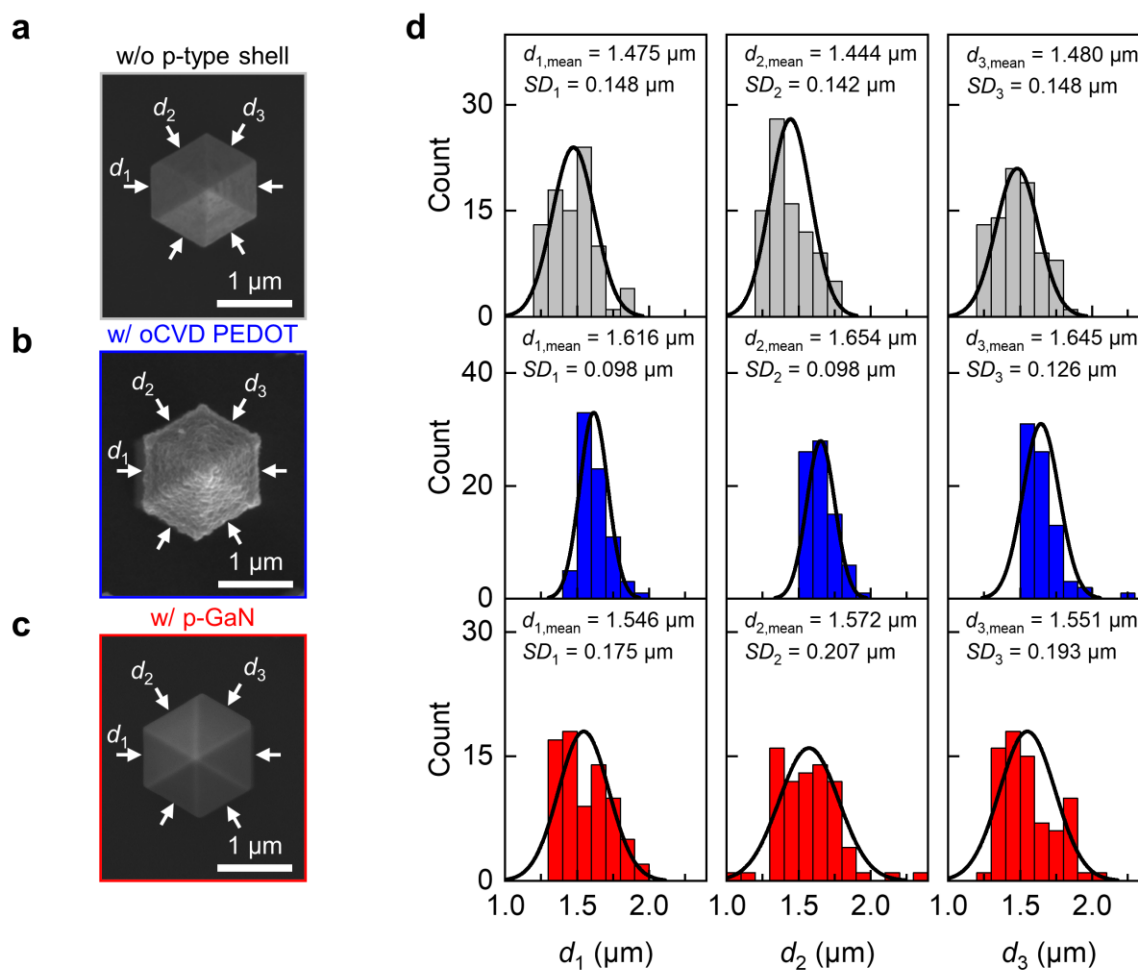 a
w/o p-type shell
d2
d3
d1
1 µm
b
w/ oCVD PEDOT
d2
d3
d1
1 µm
c
w/ p-GaN
d2
d3
d1
1 µm
d
d1,mean = 1.475 µm
SD1 = 0.148 µm
d2,mean = 1.444 µm
SD2 = 0.142 µm
d3,mean = 1.480 µm
SD3 = 0.148 µm
30
15
0
Count
d1,mean = 1.616 µm
SD1 = 0.098 µm
d2,mean = 1.654 µm
SD2 = 0.098 µm
d3,mean = 1.645 µm
SD3 = 0.126 µm
40
20
0
Count
d1,mean = 1.546 µm
SD1 = 0.175 µm
d2,mean = 1.572 µm
SD2 = 0.207 µm
d3,mean = 1.551 µm
SD3 = 0.193 µm
30
15
0
Count
1.0 1.5 2.0 1.0 1.5 2.0 1.0 1.5 2.0
d1 (µm) d2 (µm) d3 (µm)